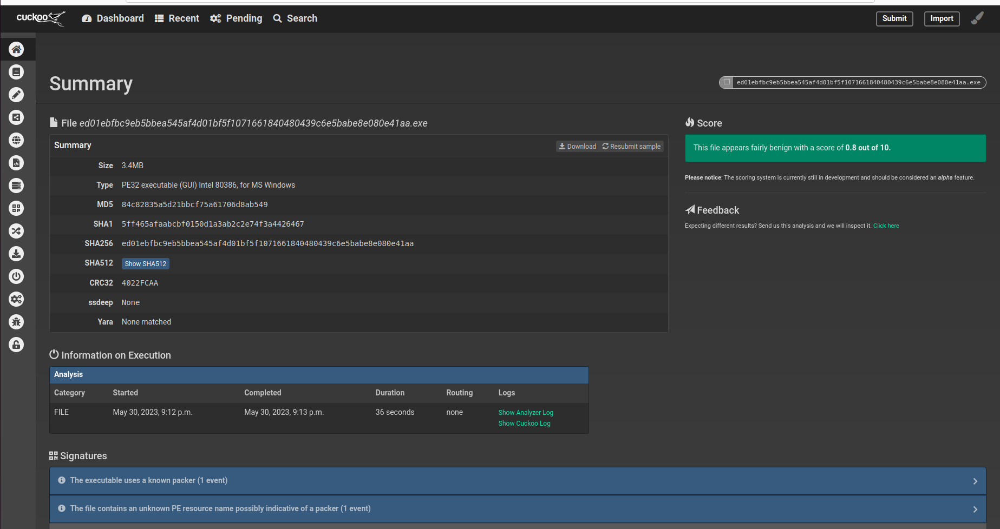 cuckoo Dashboard Recent Pending Search Submit Import
Summary
ed01ebfbc9eb5bbea545af4d01bf5f1071661840480439c6e5babe8e080e41aa.exe
File ed01ebfbc9eb5bbea545af4d01bf5f1071661840480439c6e5babe8e080e41aa.exe
Summary Download Resubmit sample
Size 3.4MB
Type PE32 executable (GUI) Intel 80386, for MS Windows
MD5 84c82835a5d21bbcf75a61706d8ab549
SHA1 5ff465afaabcbf0150d1a3ab2c2e74f3a4426467
SHA256 ed01ebfbc9eb5bbea545af4d01bf5f1071661840480439c6e5babe8e080e41aa
SHA512 Show SHA512
CRC32 4022FCAA
ssdeep None
Yara None matched
Score
This file appears fairly benign with a score of 0.8 out of 10.
Please notice: The scoring system is currently still in development and should be considered an alpha feature.
Feedback
Expecting different results? Send us this analysis and we will inspect it. Click here
Information on Execution
Analysis
Category Started Completed Duration Routing Logs
FILE May 30, 2023, 9:12 p.m. May 30, 2023, 9:13 p.m. 36 seconds none Show Analyzer Log
Show Cuckoo Log
Signatures
The executable uses a known packer (1 event)
The file contains an unknown PE resource name possibly indicative of a packer (1 event)